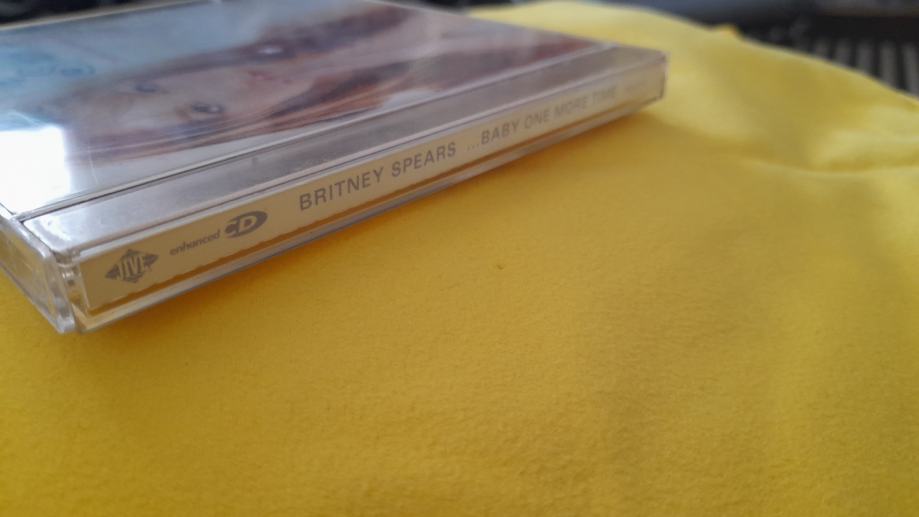 JIVE enhanced CD BRITNEY SPEARS ...BABY ONE MORE TIME